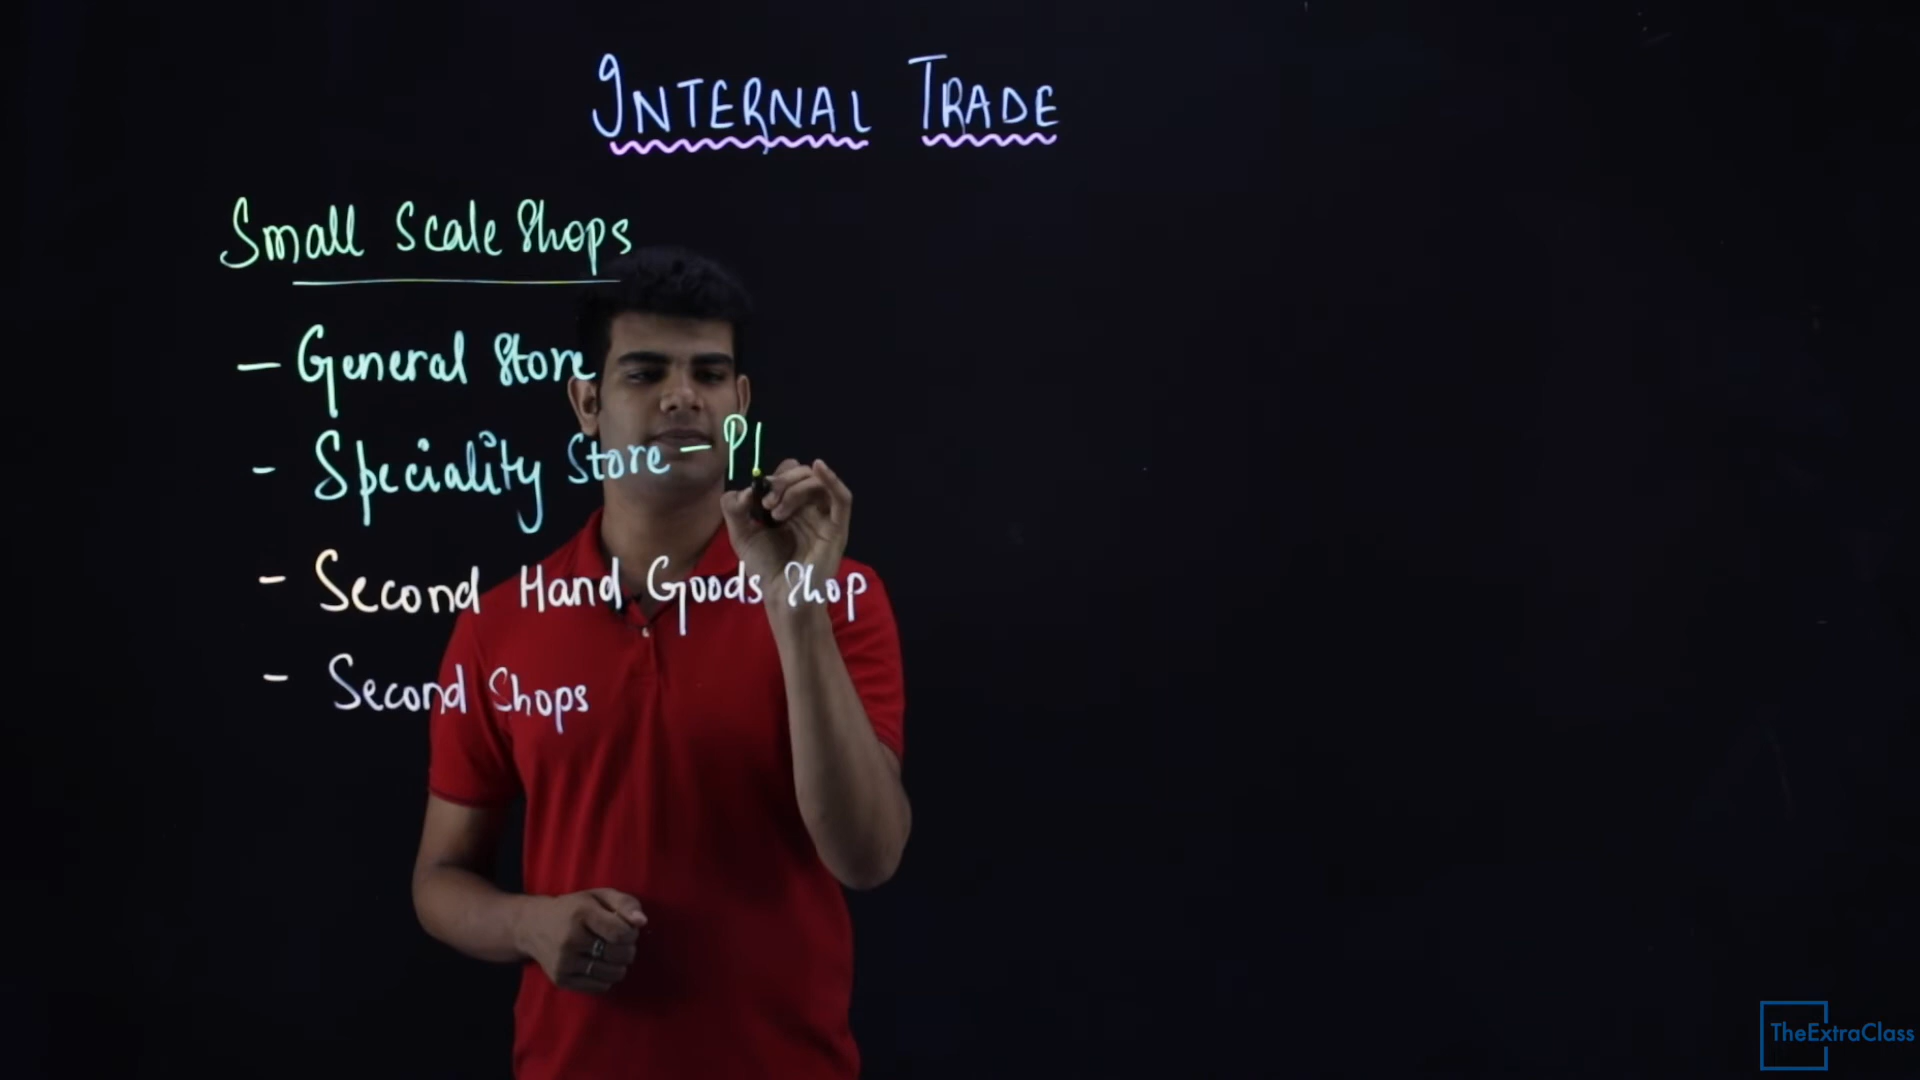 INTERNAL TRADE
Small Scale Shops
- General Store
- Speciality Store - Pl
- Second Hand Goods Shop
- Second Shops
TheExtraClass